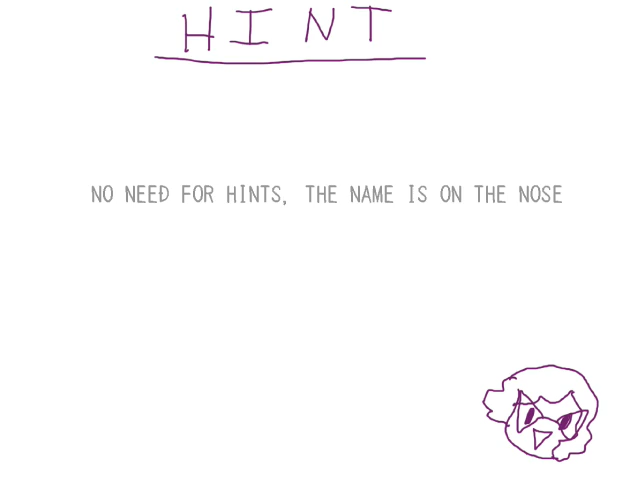 HINT
NO NEED FOR HINTS, THE NAME IS ON THE NOSE